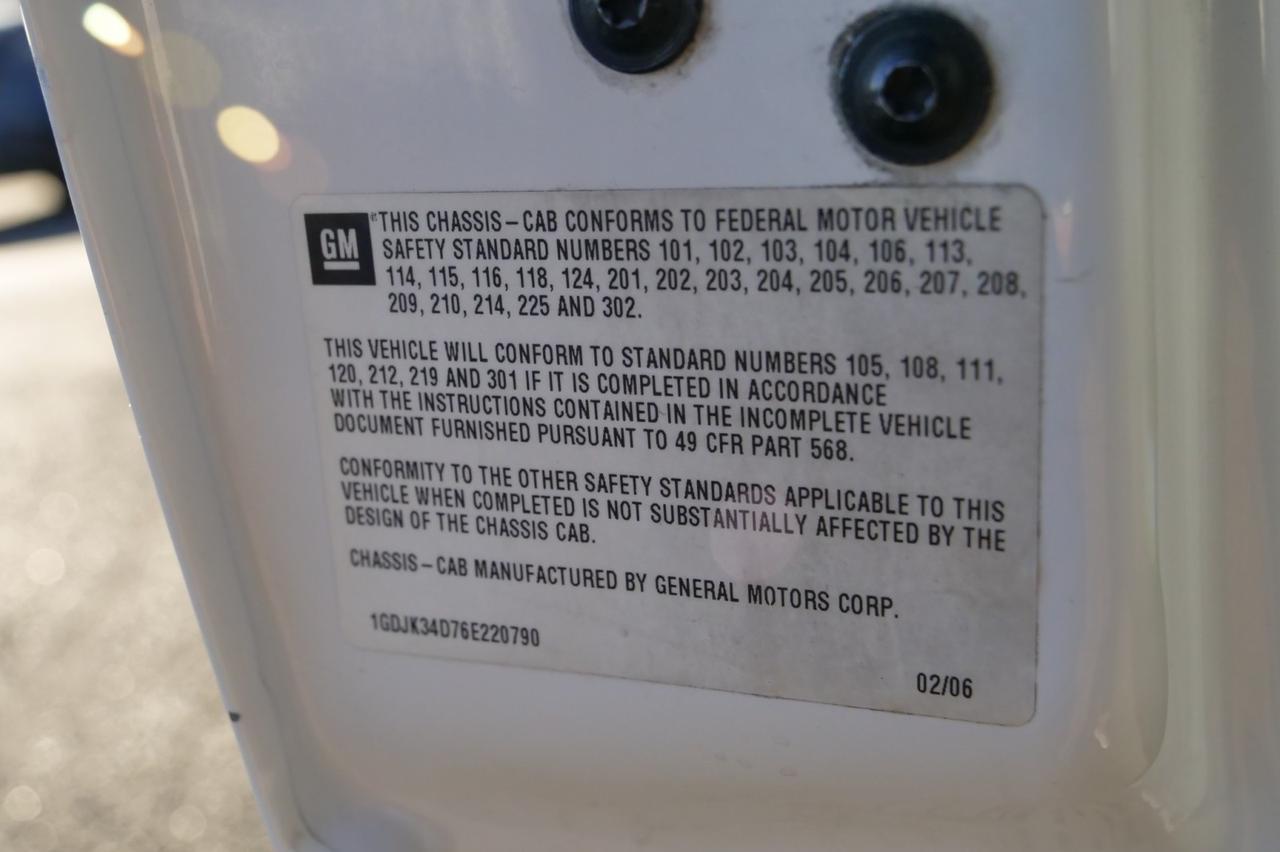 GM
®THIS CHASSIS-CAB CONFORMS TO FEDERAL MOTOR VEHICLE
SAFETY STANDARD NUMBERS 101, 102, 103, 104, 106, 113,
114, 115, 116, 118, 124, 201, 202, 203, 204, 205, 206, 207, 208,
209, 210, 214, 225 AND 302.
THIS VEHICLE WILL CONFORM TO STANDARD NUMBERS 105, 108, 111,
120, 212, 219 AND 301 IF IT IS COMPLETED IN ACCORDANCE
WITH THE INSTRUCTIONS CONTAINED IN THE INCOMPLETE VEHICLE
DOCUMENT FURNISHED PURSUANT TO 49 CFR PART 568.
CONFORMITY TO THE OTHER SAFETY STANDARDS APPLICABLE TO THIS
VEHICLE WHEN COMPLETED IS NOT SUBSTANTIALLY AFFECTED BY THE
DESIGN OF THE CHASSIS CAB.
CHASSIS-CAB MANUFACTURED BY GENERAL MOTORS CORP.
1GDJK34D76E220790
02/06